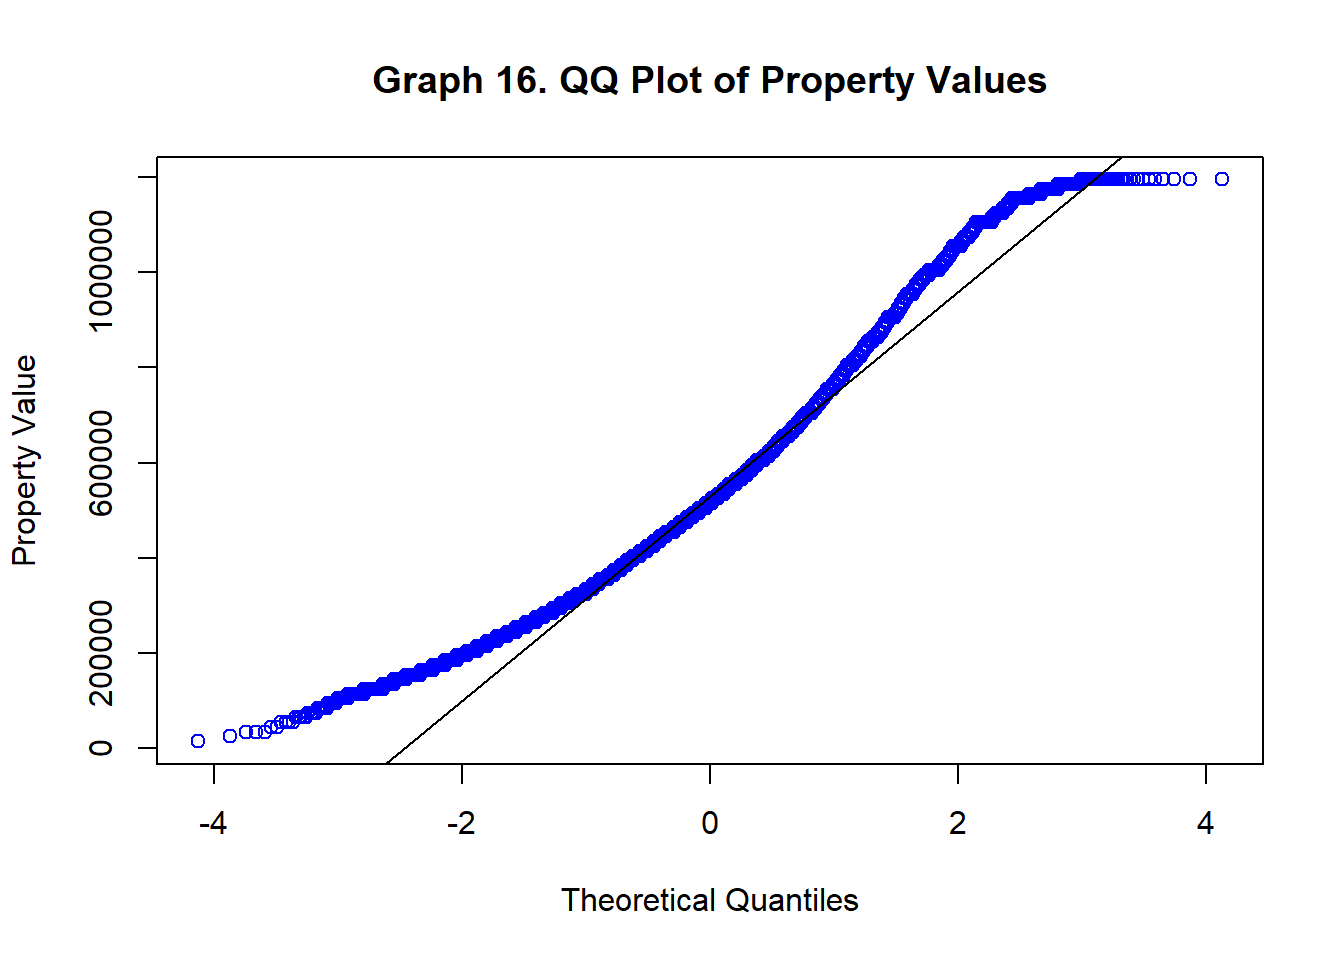 Graph 16. QQ Plot of Property Values
Property Value
1000000
600000
200000
0
-4 -2 0 2 4
Theoretical Quantiles